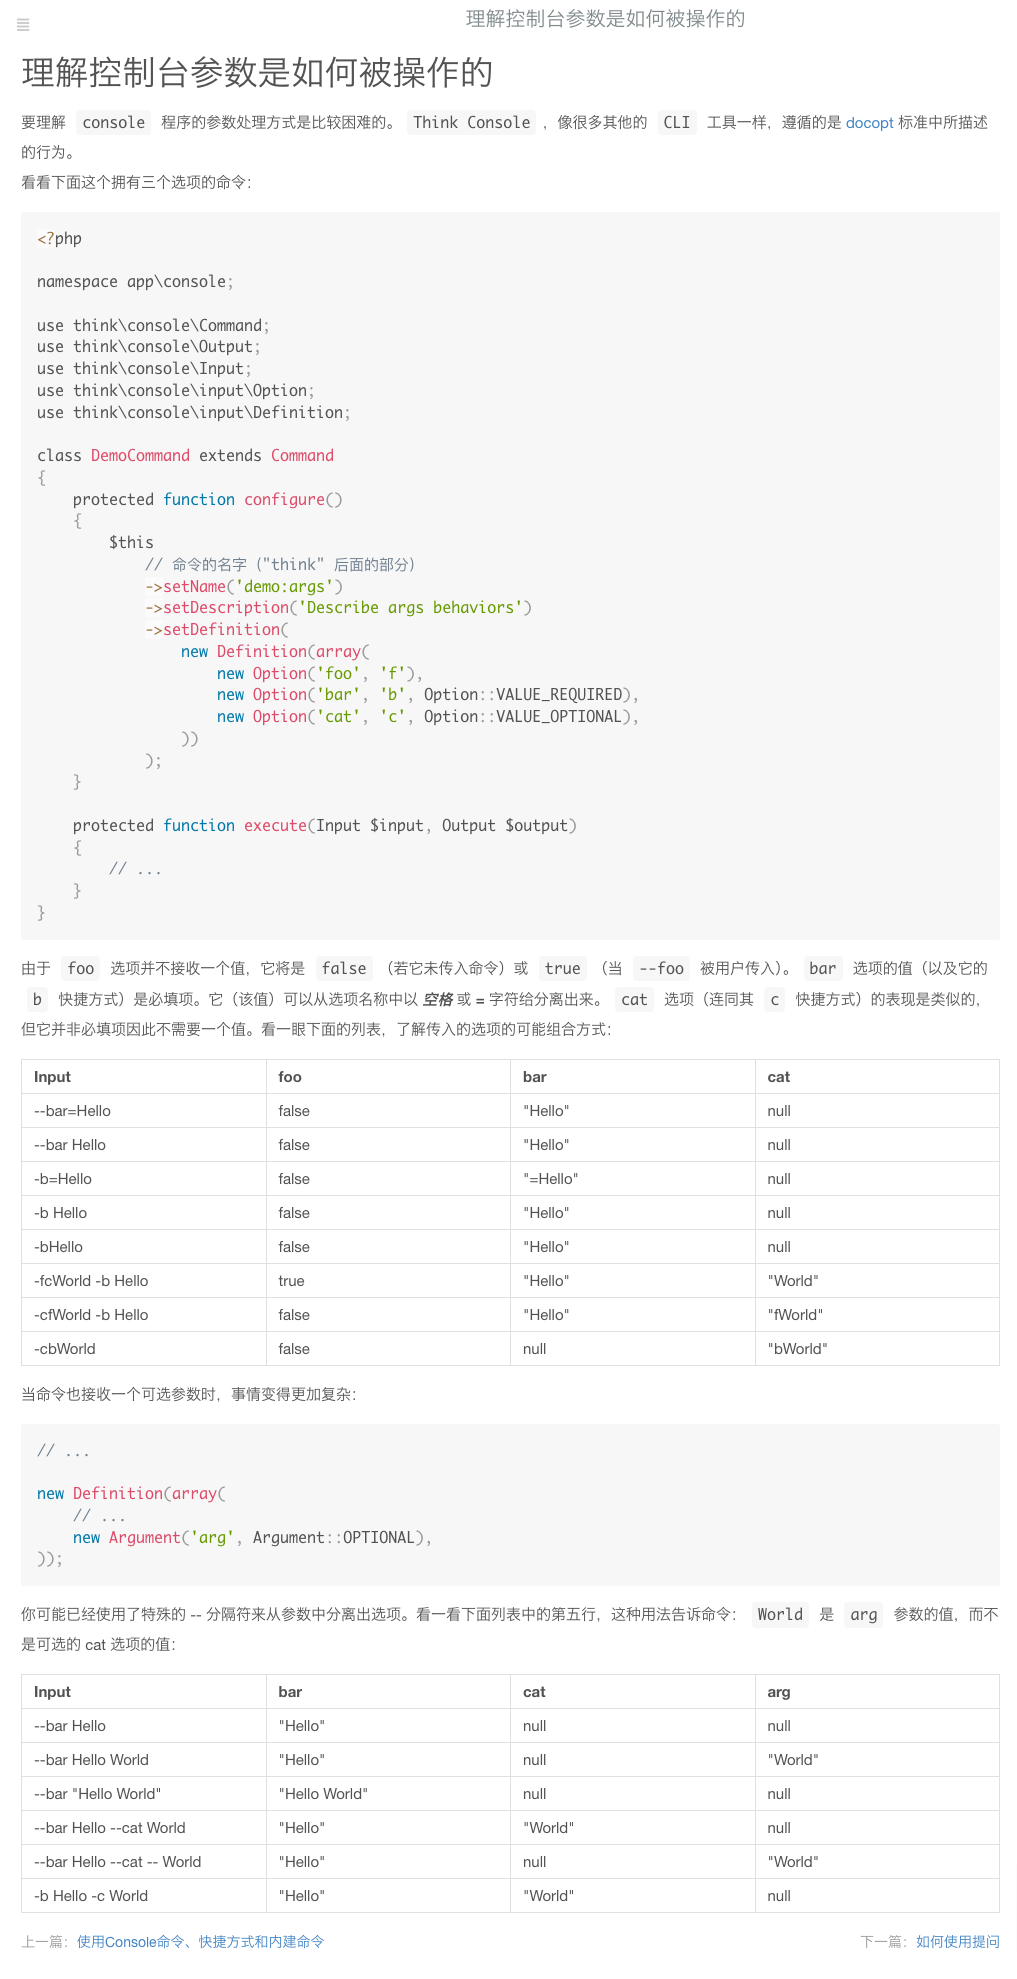 理解控制台参数是如何被操作的
理解控制台参数是如何被操作的
要理解 console 程序的参数处理方式是比较困难的。 Think Console ，像很多其他的 CLI 工具一样，遵循的是 docopt 标准中所描述
的行为。
看看下面这个拥有三个选项的命令：
<?php
namespace app\console;
use think\console\Command;
use think\console\Output;
use think\console\Input;
use think\console\input\Option;
use think\console\input\Definition;
class DemoCommand extends Command
{
    protected function configure()
    {
        $this
            // 命令的名字（"think" 后面的部分）
            ->setName('demo:args')
            ->setDescription('Describe args behaviors')
            ->setDefinition(
                new Definition(array(
                    new Option('foo', 'f'),
                    new Option('bar', 'b', Option::VALUE_REQUIRED),
                    new Option('cat', 'c', Option::VALUE_OPTIONAL),
                ))
            );
    }
    protected function execute(Input $input, Output $output)
    {
        // ...
    }
}
由于 foo 选项并不接收一个值，它将是 false （若它未传入命令）或 true （当 --foo 被用户传入）。 bar 选项的值（以及它的
b 快捷方式）是必填项。它（该值）可以从选项名称中以 空格 或 = 字符给分离出来。 cat 选项（连同其 c 快捷方式）的表现是类似的，
但它并非必填项因此不需要一个值。看一眼下面的列表，了解传入的选项的可能组合方式：
Input foo bar cat
--bar=Hello false "Hello" null
--bar Hello false "Hello" null
-b=Hello false "=Hello" null
-b Hello false "Hello" null
-bHello false "Hello" null
-fcWorld -b Hello true "Hello" "World"
-cfWorld -b Hello false "Hello" "fWorld"
-cbWorld false null "bWorld"
当命令也接收一个可选参数时，事情变得更加复杂：
// ...
new Definition(array(
    // ...
    new Argument('arg', Argument::OPTIONAL),
));
你可能已经使用了特殊的 -- 分隔符来从参数中分离出选项。看一看下面列表中的第五行，这种用法告诉命令： World 是 arg 参数的值，而不
是可选的 cat 选项的值：
Input bar cat arg
--bar Hello "Hello" null null
--bar Hello World "Hello" null "World"
--bar "Hello World" "Hello World" null null
--bar Hello --cat World "Hello" "World" null
--bar Hello --cat -- World "Hello" null "World"
-b Hello -c World "Hello" "World" null
上一篇：使用Console命令、快捷方式和内建命令 下一篇：如何使用提问